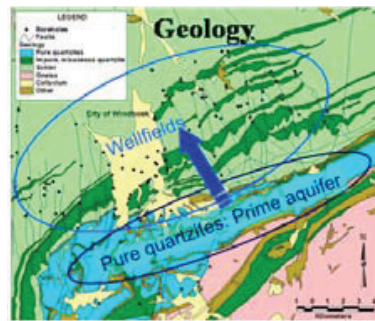 LEGEND
Geology
Boreholes
Faults
Geology
Pure quartzites
Impure, micaceous quartzite
Schist
Gneiss
Colluvium
Other
City of Windhoek
Wellfields
Pure quartzites: Prime aquifer
Kilometers